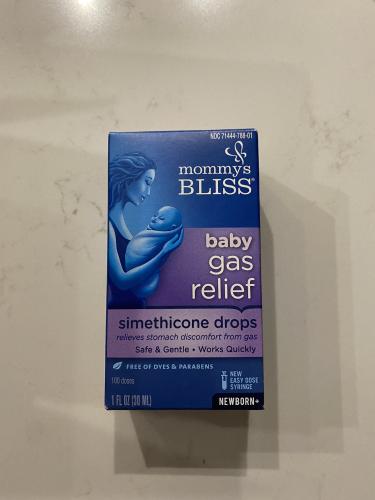 NDC 71444-788-01
mommys
BLISS®
baby
gas
relief
simethicone drops
relieves stomach discomfort from gas
Safe & Gentle • Works Quickly
FREE OF DYES & PARABENS
100 doses
NEW
EASY DOSE
SYRINGE
1 FL OZ (30 ML)
NEWBORN+